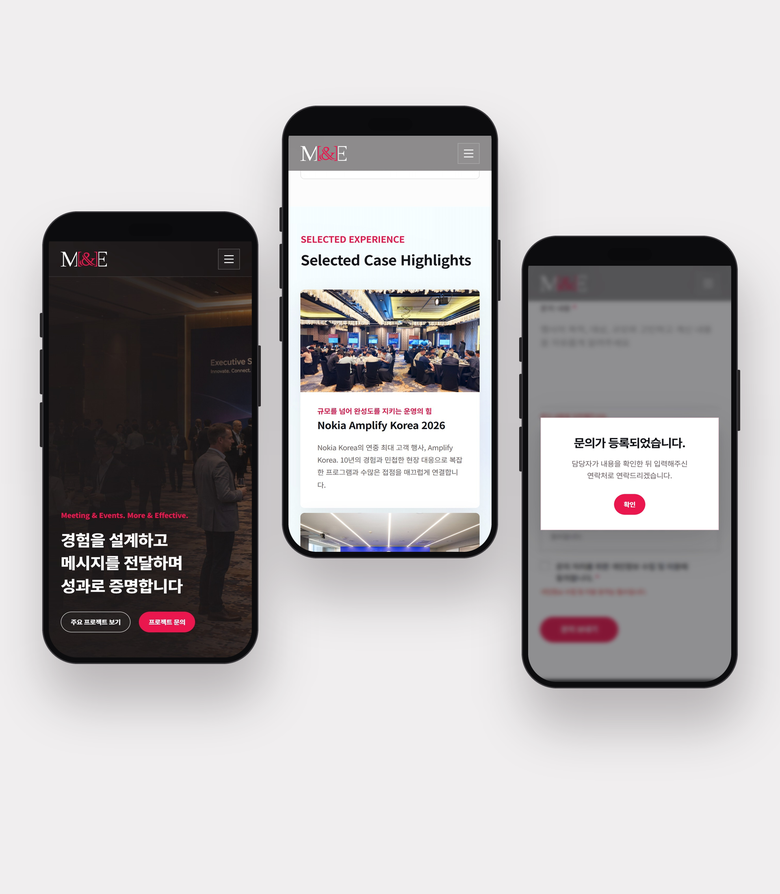 M&E
Executive S
Innovate. Connect.
Meeting & Events. More & Effective.
경험을 설계하고
메시지를 전달하며
성과로 증명합니다
주요 프로젝트 보기
프로젝트 문의
M&E
SELECTED EXPERIENCE
Selected Case Highlights
규모를 넘어 완성도를 지키는 운영의 힘
Nokia Amplify Korea 2026
Nokia Korea의 연중 최대 고객 행사, Amplify
Korea. 10년의 경험과 민첩한 현장 대응으로 복잡
한 프로그램과 수많은 접점을 매끄럽게 연결합니
다.
M&E
문의가 등록되었습니다.
담당자가 내용을 확인한 뒤 입력해주신
연락처로 연락드리겠습니다.
확인